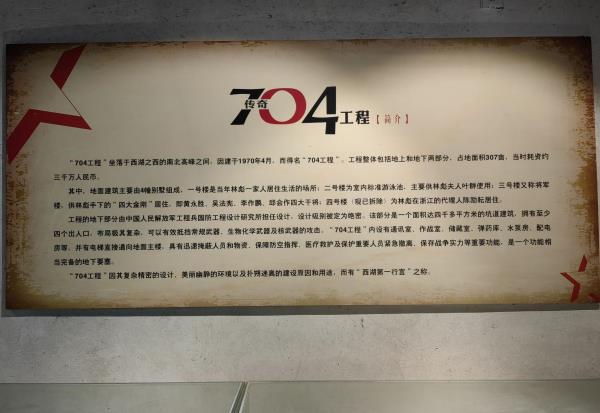 传奇
704工程【简介】
“704工程”坐落于西湖之西的南北高峰之间，因建于1970年4月，而得名“704工程”。工程整体包括地上和地下两部分，占地面积307亩，当时耗资约
三千万人民币。
其中，地面建筑主要由4幢别墅组成，一号楼是当年林彪一家人居住生活的场所；二号楼为室内标准游泳池，主要供林彪夫人叶群使用；三号楼又称将军
楼，供林彪手下的“四大金刚”居住，即黄永胜、吴法宪、李作鹏、邱会作四大干将；四号楼（现已拆除）为林彪在浙江的代理人陈励耘居住。
工程的地下部分由中国人民解放军工程兵国防工程设计研究所担任设计，设计级别被定为绝密。该部分是一个面积达四千多平方米的坑道建筑，拥有至少
四个出入口，布局极其复杂，可以有效抵挡常规武器、生物化学武器及核武器的攻击。“704工程”内设有通讯室、作战室、储藏室、弹药库、水泵房、配电
房等，并有电梯直接通向地面主楼，具有迅速掩蔽人员和物资、保障防空指挥、医疗救护及保护重要人员紧急撤离、保存战争实力等重要功能，是一个功能相
当完备的地下要塞。
“704工程”因其复杂精密的设计、美丽幽静的环境以及扑朔迷离的建设原因和用途，而有“西湖第一行宫”之称。